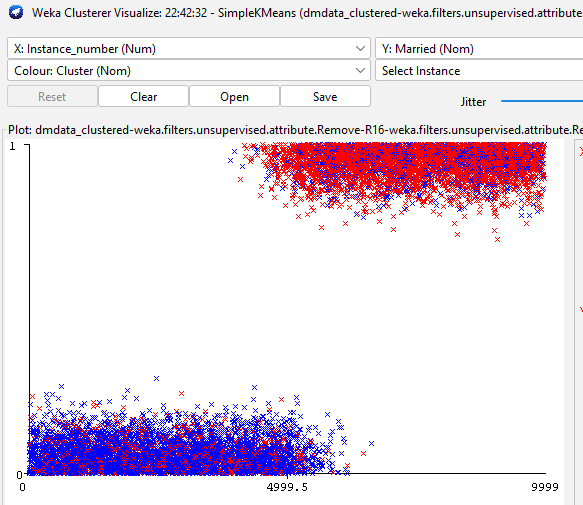 Weka Clusterer Visualize: 22:42:32 - SimpleKMeans (dmdata_clustered-weka.filters.unsupervised.attribute
X: Instance_number (Num) Y: Married (Nom)
Colour: Cluster (Nom) Select Instance
Reset Clear Open Save Jitter
Plot: dmdata_clustered-weka.filters.unsupervised.attribute.Remove-R16-weka.filters.unsupervised.attribute.Re
1
0
0 4999.5 9999